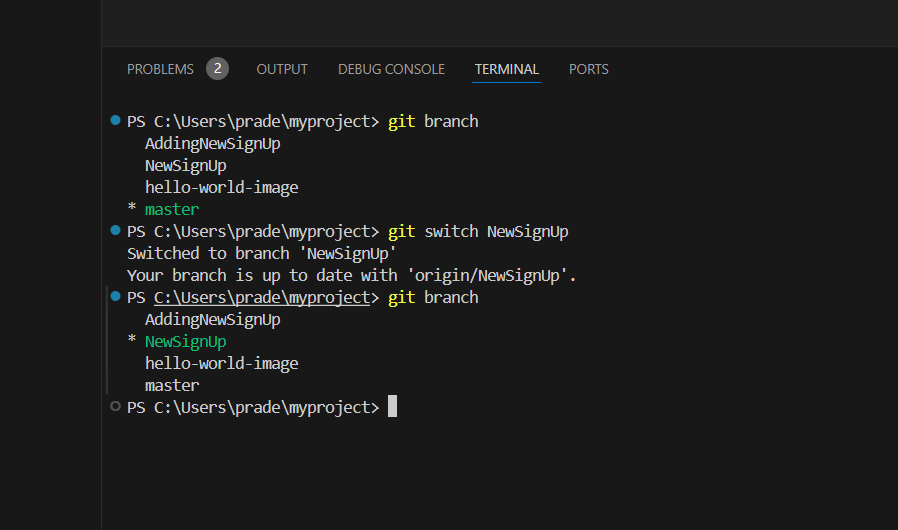 PROBLEMS 2 OUTPUT DEBUG CONSOLE TERMINAL PORTS
PS C:\Users\prade\myproject> git branch
AddingNewSignUp
NewSignUp
hello-world-image
* master
PS C:\Users\prade\myproject> git switch NewSignUp
Switched to branch 'NewSignUp'
Your branch is up to date with 'origin/NewSignUp'.
PS C:\Users\prade\myproject> git branch
AddingNewSignUp
* NewSignUp
hello-world-image
master
PS C:\Users\prade\myproject>